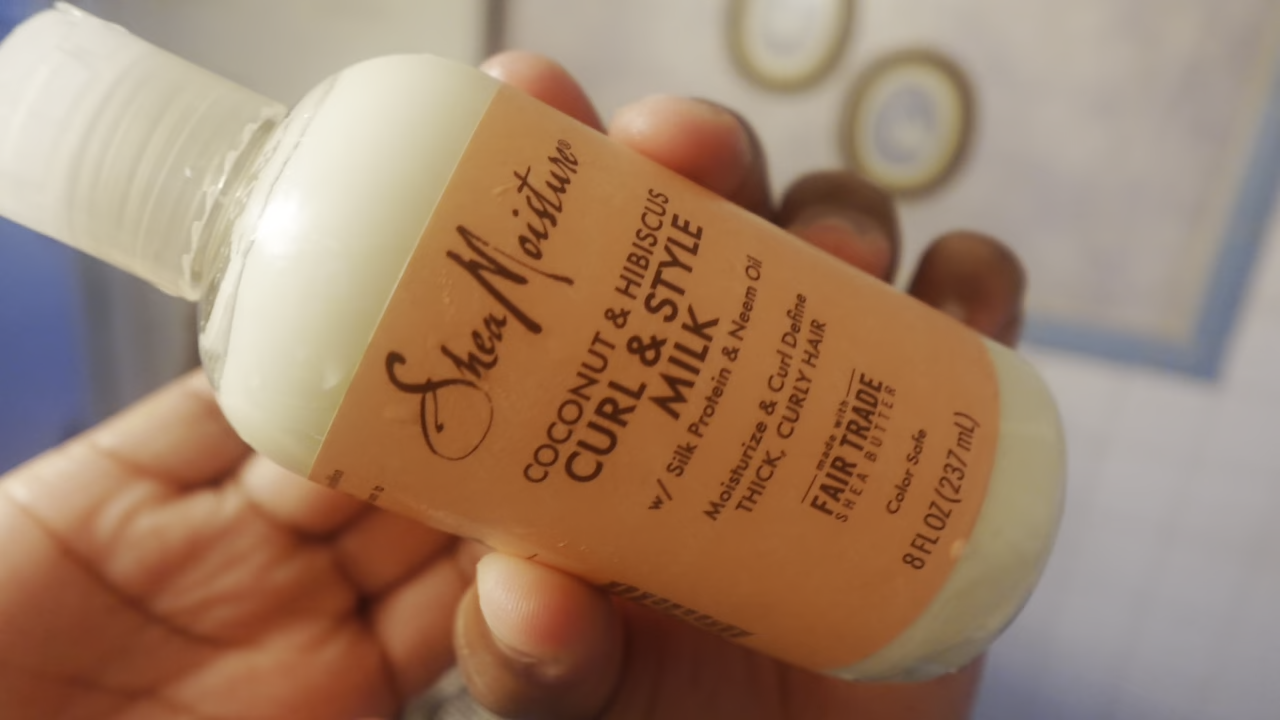 SheaMoisture®
COCONUT & HIBISCUS
CURL & STYLE
MILK
w/ Silk Protein & Neem Oil
Moisturize & Curl Define
THICK, CURLY HAIR
made with
FAIR TRADE
SHEA BUTTER
Color Safe
8 FL OZ (237 mL)